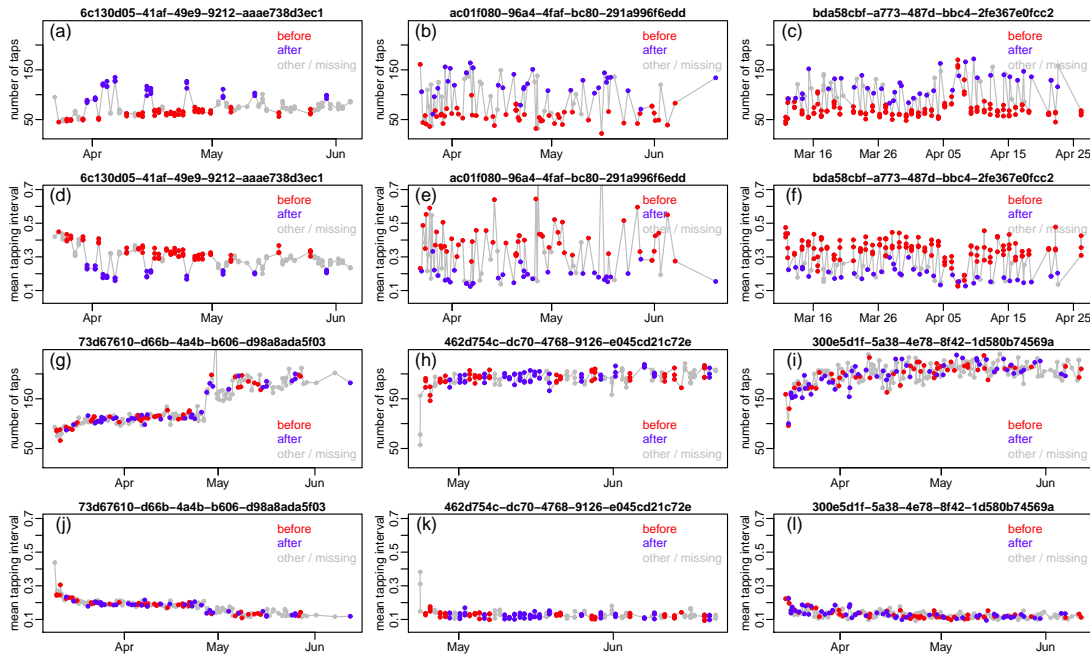 6c130d05−41af−49e9−9212−aaae738d3ec1
(a)
before
after
other / missing
number of taps
50
150
Apr
May
Jun
ac01f080−96a4−4faf−bc80−291a996f6edd
(b)
before
after
other / missing
number of taps
50
150
Apr
May
Jun
bda58cbf−a773−487d−bbc4−2fe367e0fcc2
(c)
before
after
other / missing
number of taps
50
150
Mar 16
Mar 26
Apr 05
Apr 15
Apr 25
6c130d05−41af−49e9−9212−aaae738d3ec1
(d)
before
after
other / missing
mean tapping interval
0.1
0.3
0.5
0.7
Apr
May
Jun
ac01f080−96a4−4faf−bc80−291a996f6edd
(e)
before
after
other / missing
mean tapping interval
0.1
0.3
0.5
0.7
Apr
May
Jun
bda58cbf−a773−487d−bbc4−2fe367e0fcc2
(f)
before
after
other / missing
mean tapping interval
0.1
0.3
0.5
0.7
Mar 16
Mar 26
Apr 05
Apr 15
Apr 25
73d67610−d66b−4a4b−b606−d98a8ada5f03
(g)
before
after
other / missing
number of taps
50
150
Apr
May
Jun
462d754c−dc70−4768−9126−e045cd21c72e
(h)
before
after
other / missing
number of taps
50
150
May
Jun
300e5d1f−5a38−4e78−8f42−1d580b74569a
(i)
before
after
other / missing
number of taps
50
150
Apr
May
Jun
73d67610−d66b−4a4b−b606−d98a8ada5f03
(j)
before
after
other / missing
mean tapping interval
0.1
0.3
0.5
0.7
Apr
May
Jun
462d754c−dc70−4768−9126−e045cd21c72e
(k)
before
after
other / missing
mean tapping interval
0.1
0.3
0.5
0.7
May
Jun
300e5d1f−5a38−4e78−8f42−1d580b74569a
(l)
before
after
other / missing
mean tapping interval
0.1
0.3
0.5
0.7
Apr
May
Jun